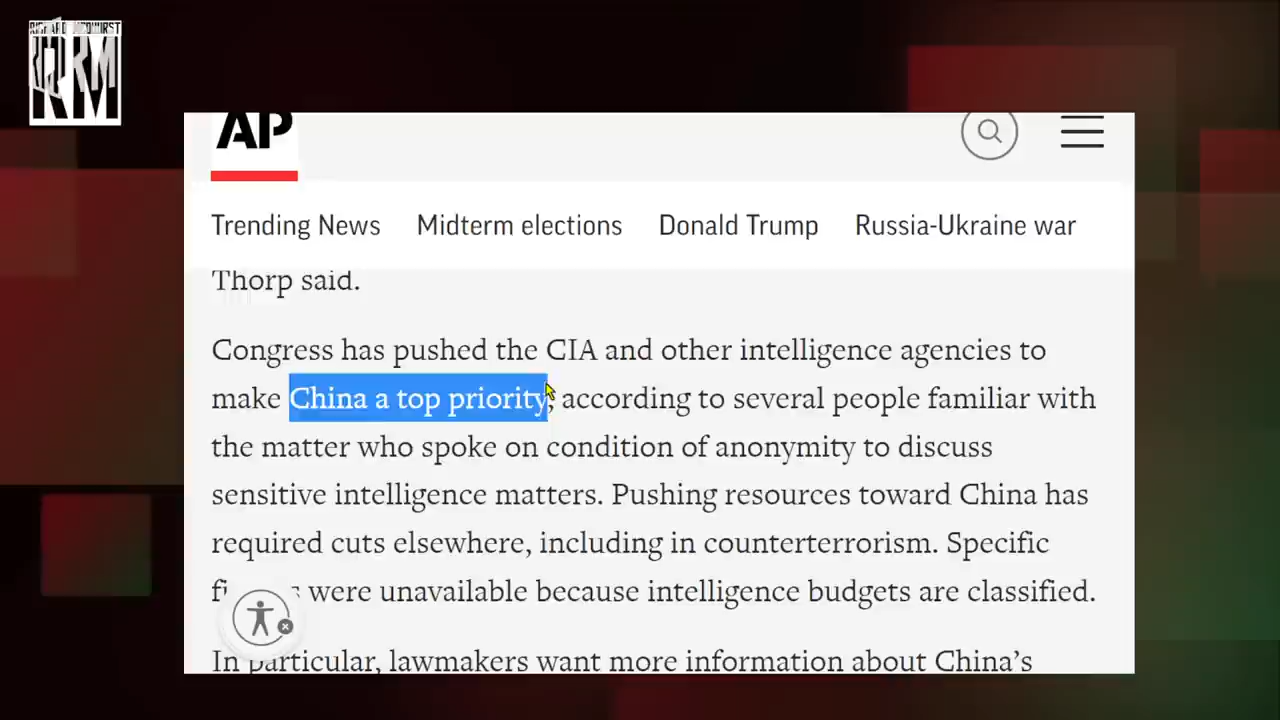 RM
AP
Trending News Midterm elections Donald Trump Russia-Ukraine war
Thorp said.
Congress has pushed the CIA and other intelligence agencies to
make China a top priority, according to several people familiar with
the matter who spoke on condition of anonymity to discuss
sensitive intelligence matters. Pushing resources toward China has
required cuts elsewhere, including in counterterrorism. Specific
were unavailable because intelligence budgets are classified.
In particular, lawmakers want more information about China’s